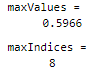 maxValues =
0.5966
maxIndices =
8